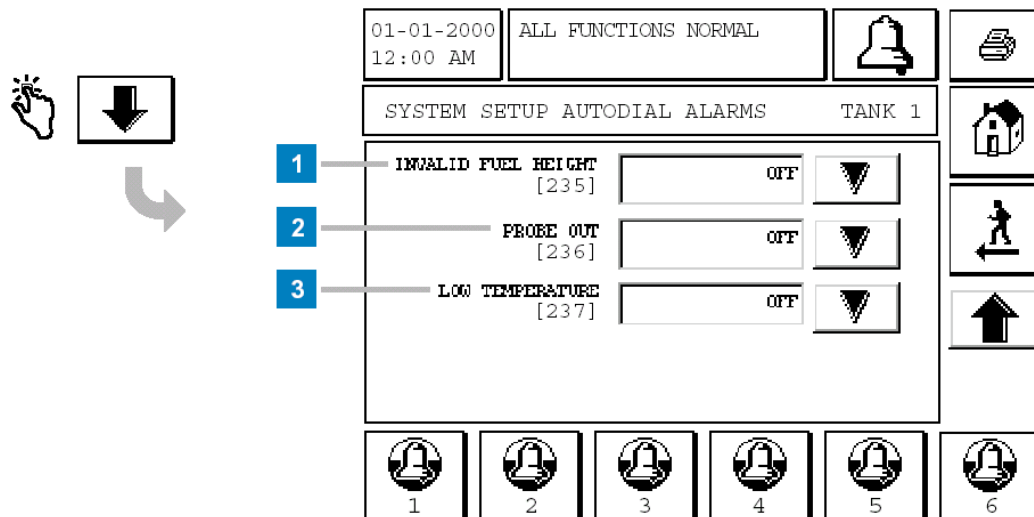 01-01-2000
12:00 AM
ALL FUNCTIONS NORMAL
SYSTEM SETUP AUTODIAL ALARMS TANK 1
1 INVALID FUEL HEIGHT OFF
[235]
2 PROBE OUT OFF
[236]
3 LOW TEMPERATURE OFF
[237]
1 2 3 4 5 6